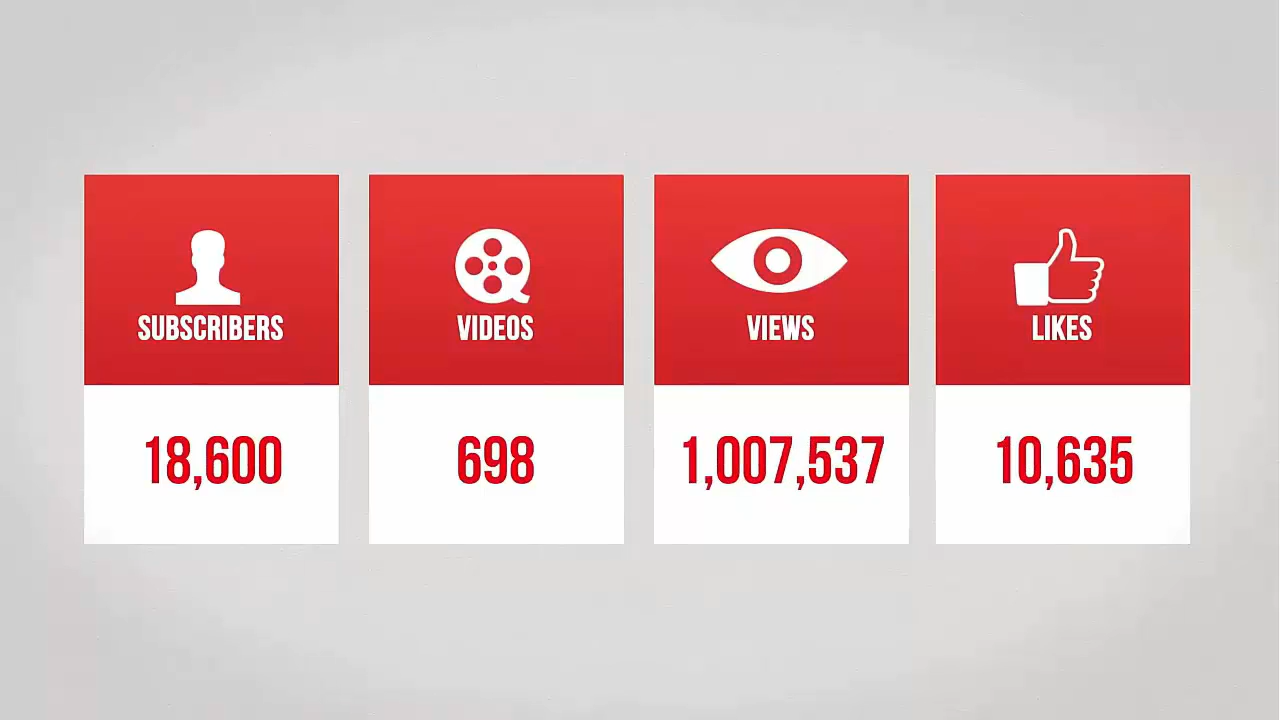 SUBSCRIBERS
18,600
VIDEOS
698
VIEWS
1,007,537
LIKES
10,635